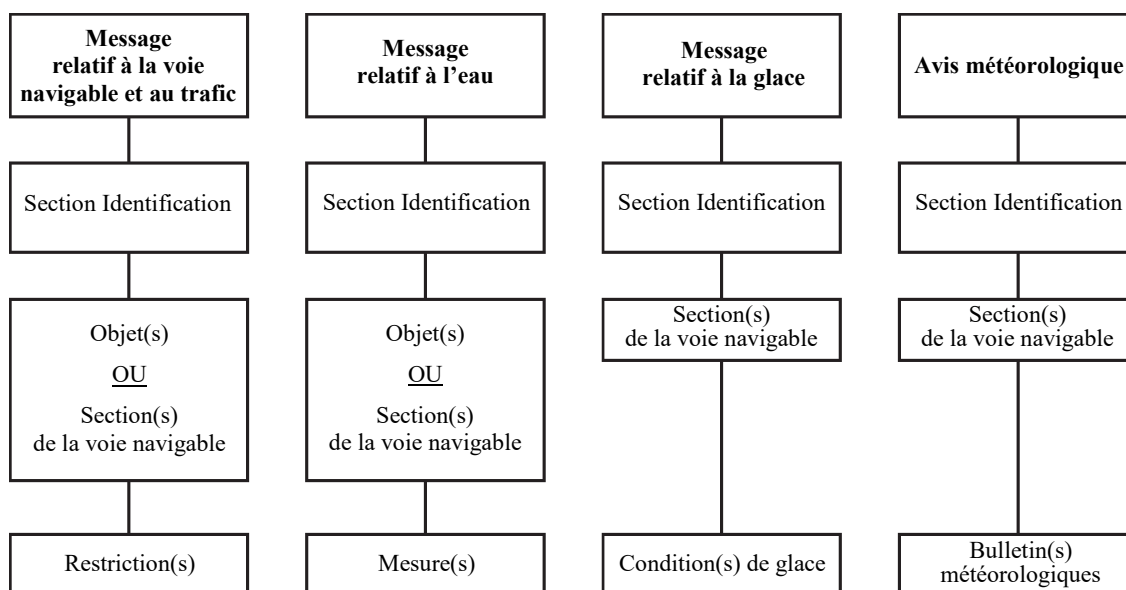 Message
relatif à la voie
navigable et au trafic
Message
relatif à l’eau
Message
relatif à la glace
Avis météorologique
Section Identification
Section Identification
Section Identification
Section Identification
Objet(s)
OU
Section(s)
de la voie navigable
Objet(s)
OU
Section(s)
de la voie navigable
Section(s)
de la voie navigable
Section(s)
de la voie navigable
Restriction(s)
Mesure(s)
Condition(s) de glace
Bulletin(s)
météorologiques